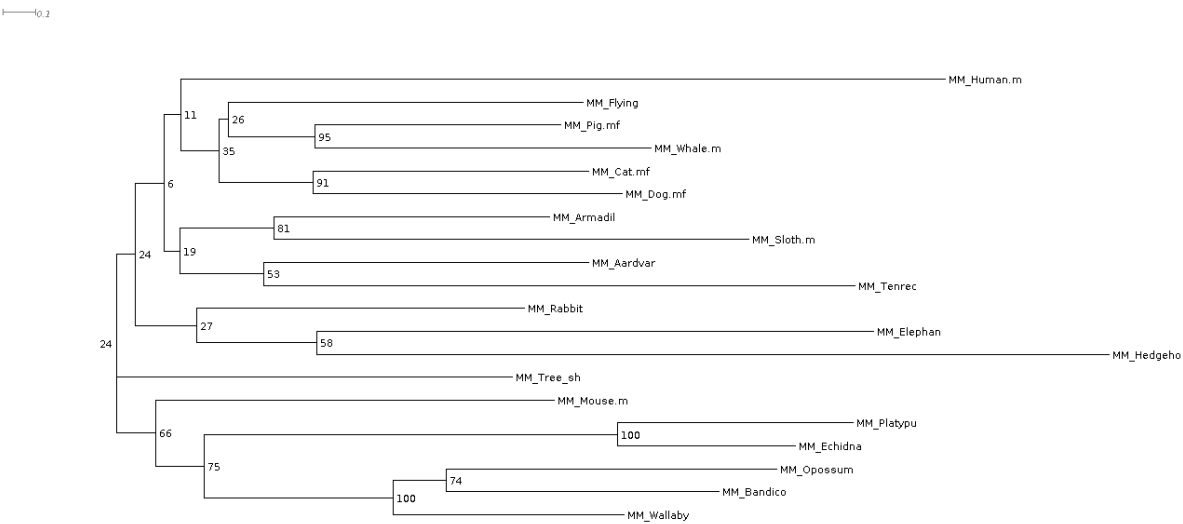 0.2
MM_Human.m
11
MM_Flying
26
MM_Pig.mf
95
MM_Whale.m
35
MM_Cat.mf
91
6
MM_Dog.mf
MM_Armadil
81
MM_Sloth.m
19
24
MM_Aardvar
53
MM_Tenrec
MM_Rabbit
27
MM_Elephan
58
24
MM_Hedgeho
MM_Tree_sh
MM_Mouse.m
66
MM_Platypu
100
MM_Echidna
75
MM_Opossum
74
MM_Bandico
100
MM_Wallaby